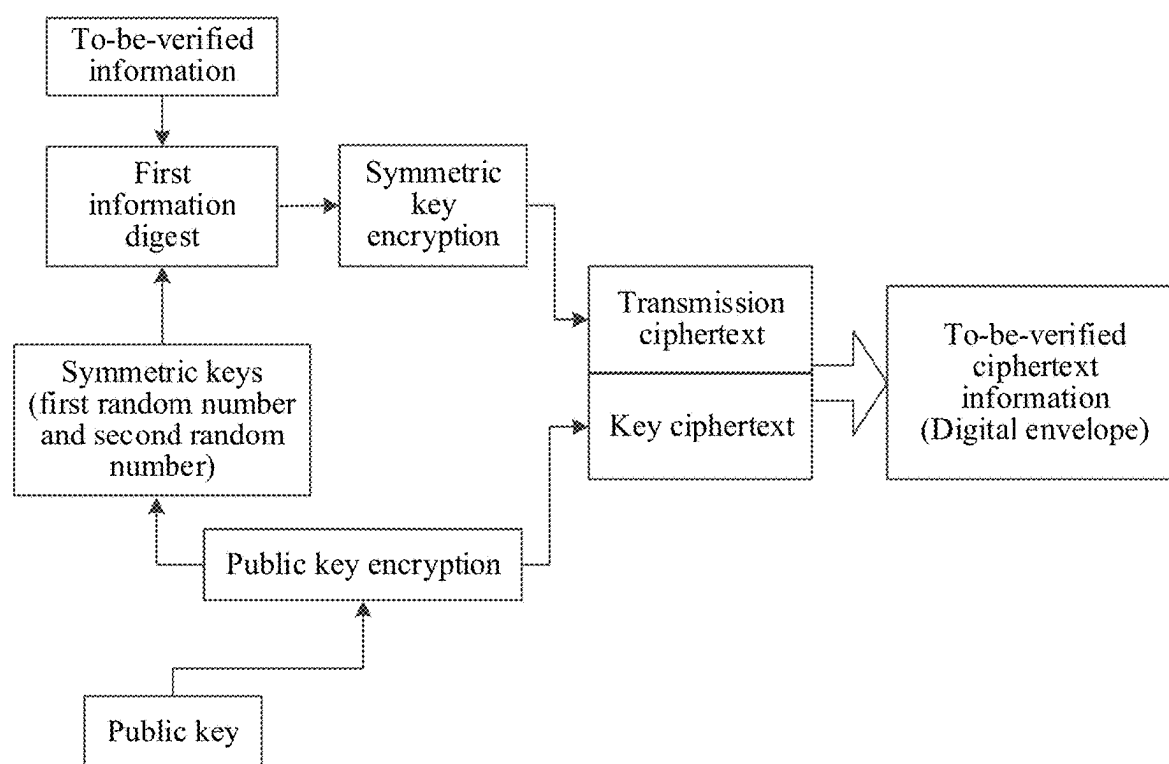 To-be-verified
information
First
information
digest
Symmetric
key
encryption
Symmetric keys
(first random number
and second random
number)
Transmission
ciphertext
Key ciphertext
To-be-verified
ciphertext
information
(Digital envelope)
Public key encryption
Public key